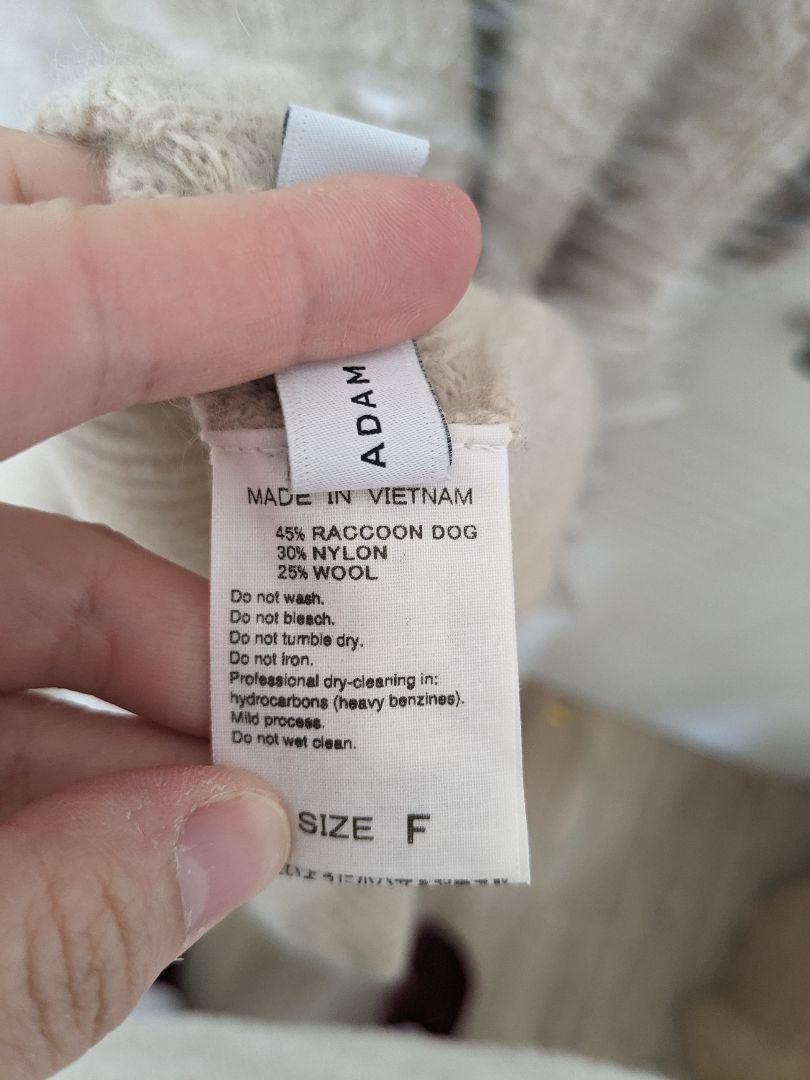 ADAM
MADE IN VIETNAM
45% RACCOON DOG
30% NYLON
25% WOOL
Do not wash.
Do not bleach.
Do not tumble dry.
Do not iron.
Professional dry-cleaning in:
hydrocarbons (heavy benzines).
Mild process.
Do not wet clean.
SIZE F